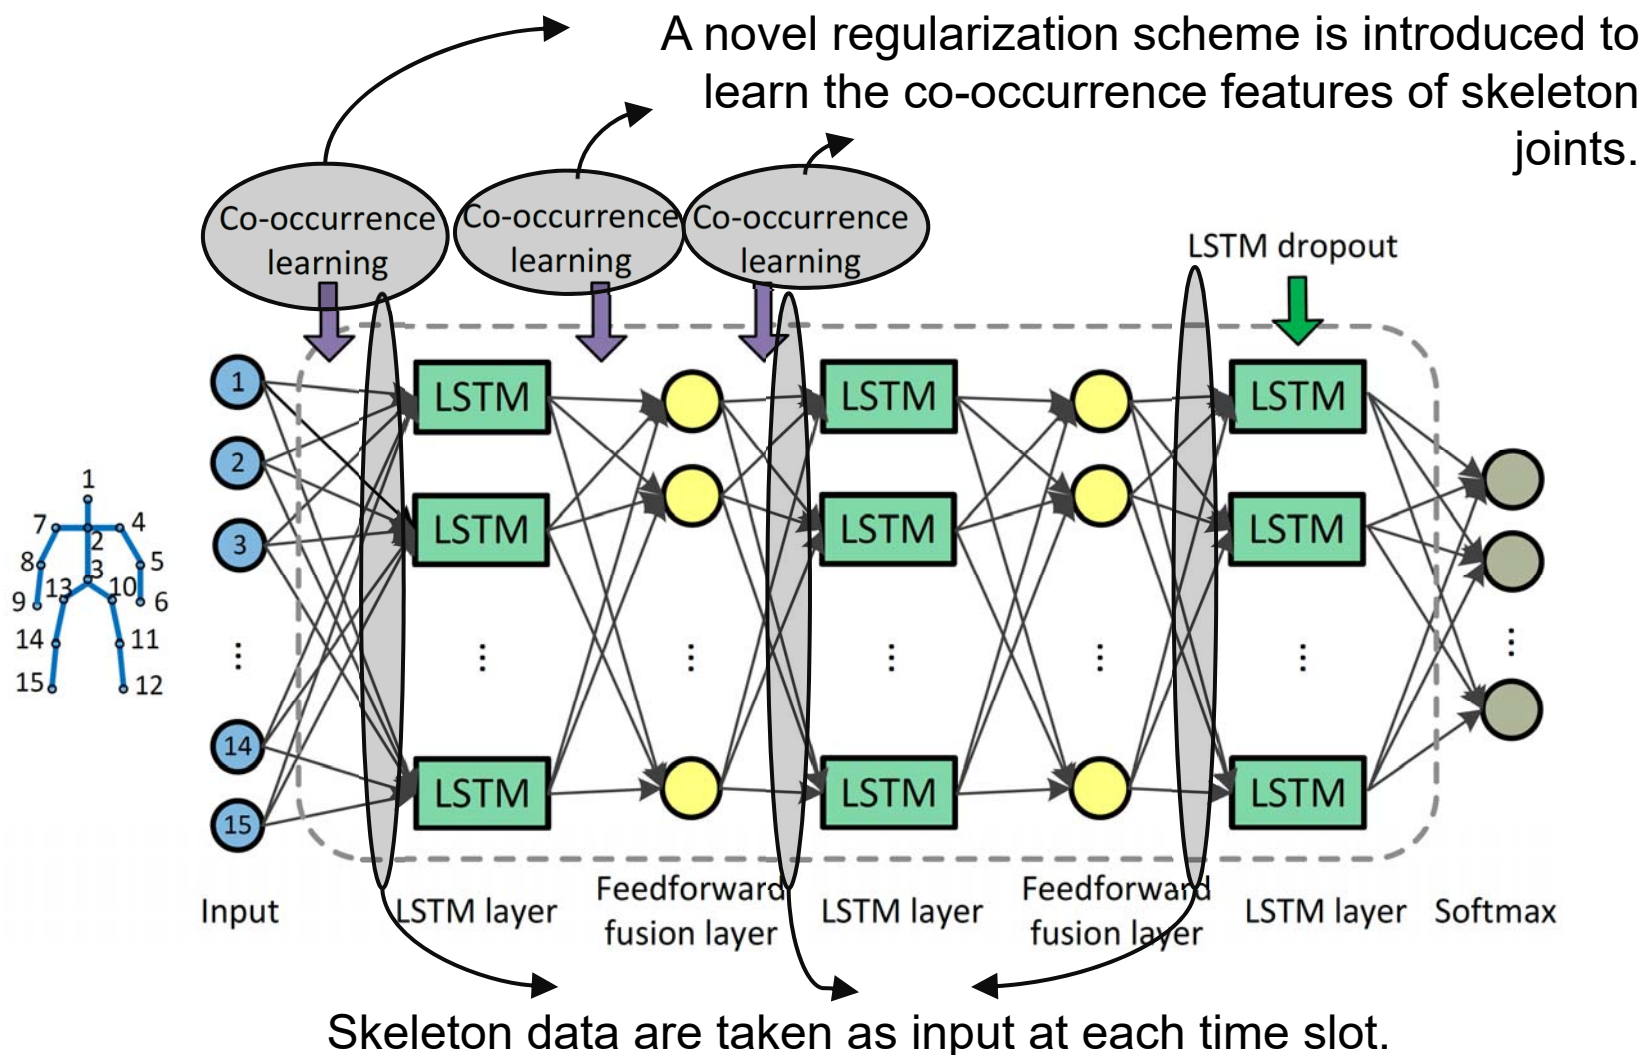 A novel regularization scheme is introduced to
learn the co-occurrence features of skeleton
joints.
Co-occurrence
learning
Co-occurrence
learning
Co-occurrence
learning
LSTM dropout
1
2
3
⋮
14
15
1
7
4
2
8
5
3
13
10
9
6
14
11
15
12
LSTM
LSTM
⋮
LSTM
⋮
LSTM
LSTM
⋮
LSTM
⋮
LSTM
LSTM
⋮
LSTM
⋮
Input
LSTM layer
Feedforward
fusion layer
LSTM layer
Feedforward
fusion layer
LSTM layer
Softmax
Skeleton data are taken as input at each time slot.